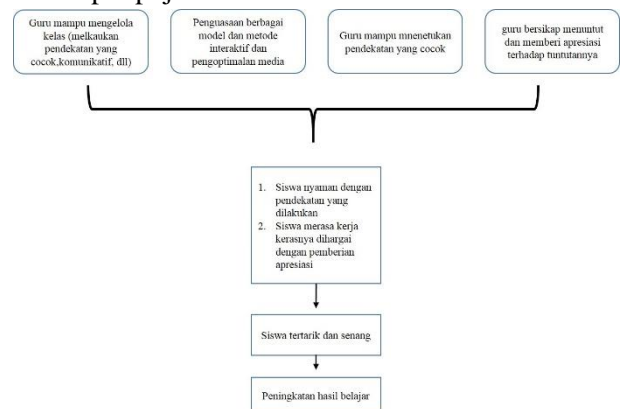 Guru mampu mengelola
kelas (melkaukan
pendekatan yang
cocok,komunikatif, dll)
Penguasaan berbagai
model dan metode
interaktif dan
pengoptimalan media
Guru mampu mnenetukan
pendekatan yang cocok
guru bersikap menuntut
dan memberi apresiasi
terhadap tuntutannya
1. Siswa nyaman dengan
pendekatan yang
dilakukan
2. Siswa merasa kerja
kerasnya dihargai
dengan pemberian
apresiasi
Siswa tertarik dan senang
Peningkatan hasil belajar